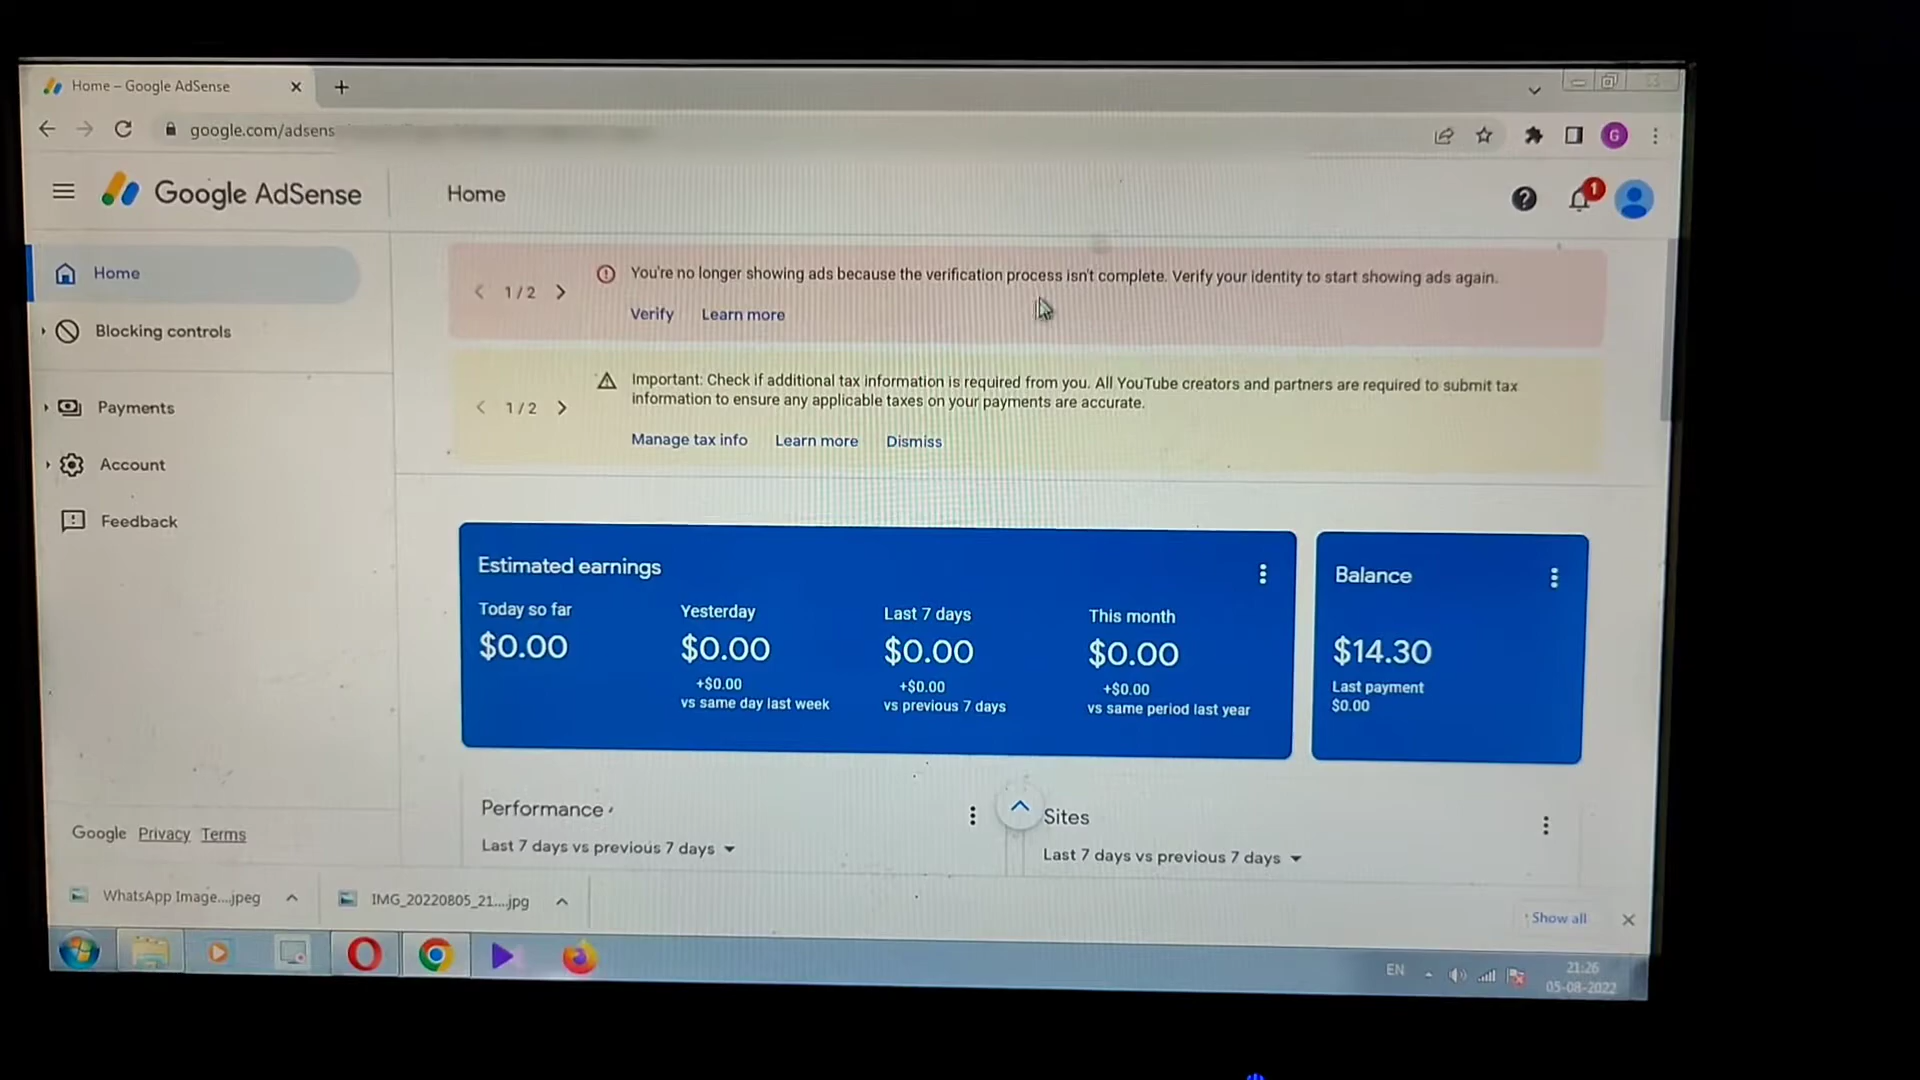 Home – Google AdSense
google.com/adsens
G
Google AdSense
Home
1
Home
Blocking controls
Payments
Account
Feedback
Google Privacy Terms
1 / 2
You're no longer showing ads because the verification process isn't complete. Verify your identity to start showing ads again.
Verify Learn more
1 / 2
Important: Check if additional tax information is required from you. All YouTube creators and partners are required to submit tax
information to ensure any applicable taxes on your payments are accurate.
Manage tax info Learn more Dismiss
Estimated earnings
Today so far
$0.00
Yesterday
$0.00
+$0.00
vs same day last week
Last 7 days
$0.00
+$0.00
vs previous 7 days
This month
$0.00
+$0.00
vs same period last year
Balance
$14.30
Last payment
$0.00
Performance
Last 7 days vs previous 7 days
Sites
Last 7 days vs previous 7 days
WhatsApp Image....jpeg
IMG_20220805_21....jpg
Show all
EN
21:26
05-08-2022